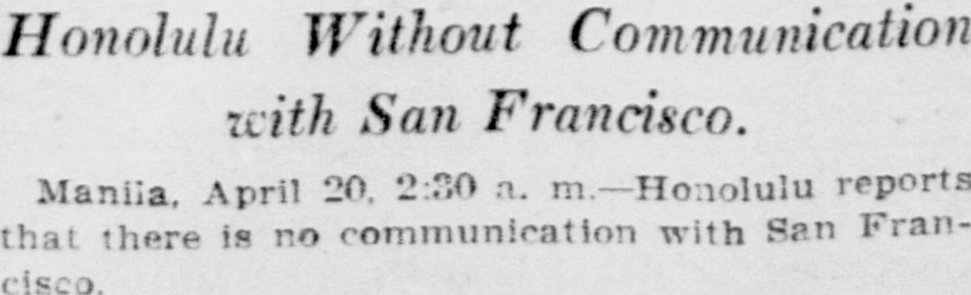 Honolulu Without Communication
with San Francisco.
Manila, April 20, 2:30 a. m.—Honolulu reports
that there is no communication with San Fran-
cisco.